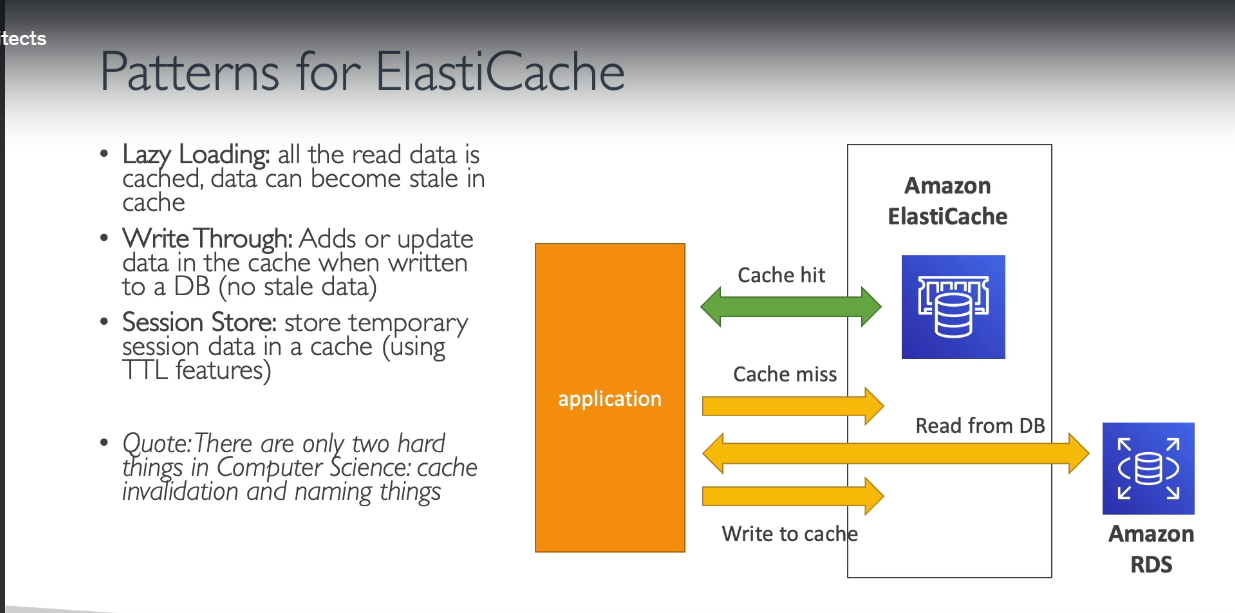 itects
Patterns for ElastiCache
• Lazy Loading: all the read data is
cached, data can become stale in
cache
• Write Through: Adds or update
data in the cache when written
to a DB (no stale data)
• Session Store: store temporary
session data in a cache (using
TTL features)
• Quote: There are only two hard
things in Computer Science: cache
invalidation and naming things
application
Cache hit
Cache miss
Read from DB
Write to cache
Amazon
ElastiCache
Amazon
RDS